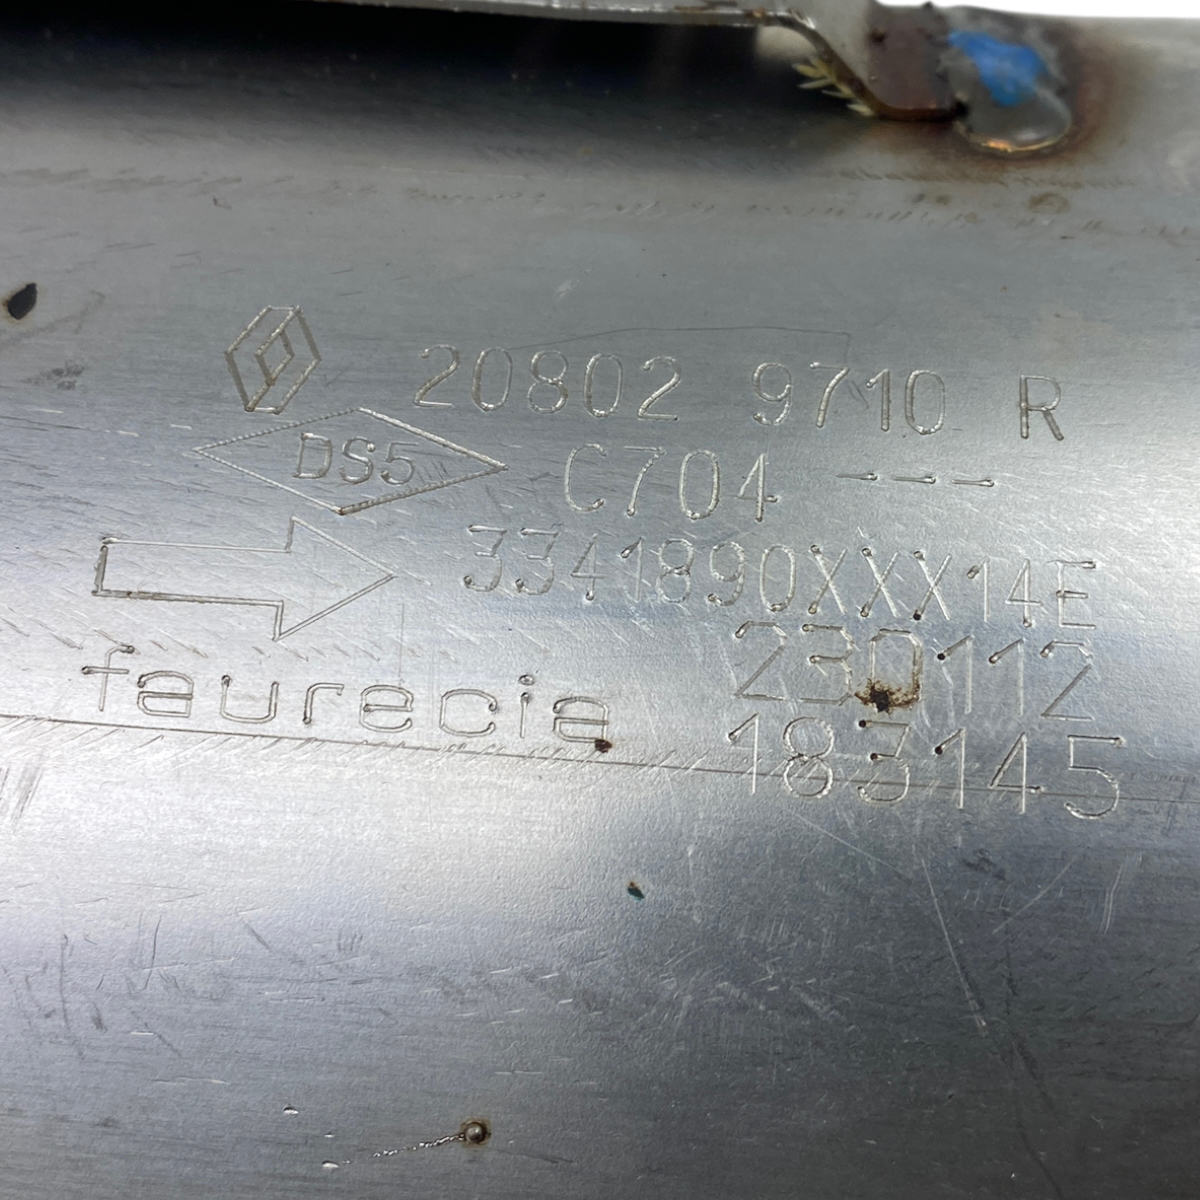 20802 9710 R
DS5 C704 ---
3341890XXX14E
230112
faurecia
183145